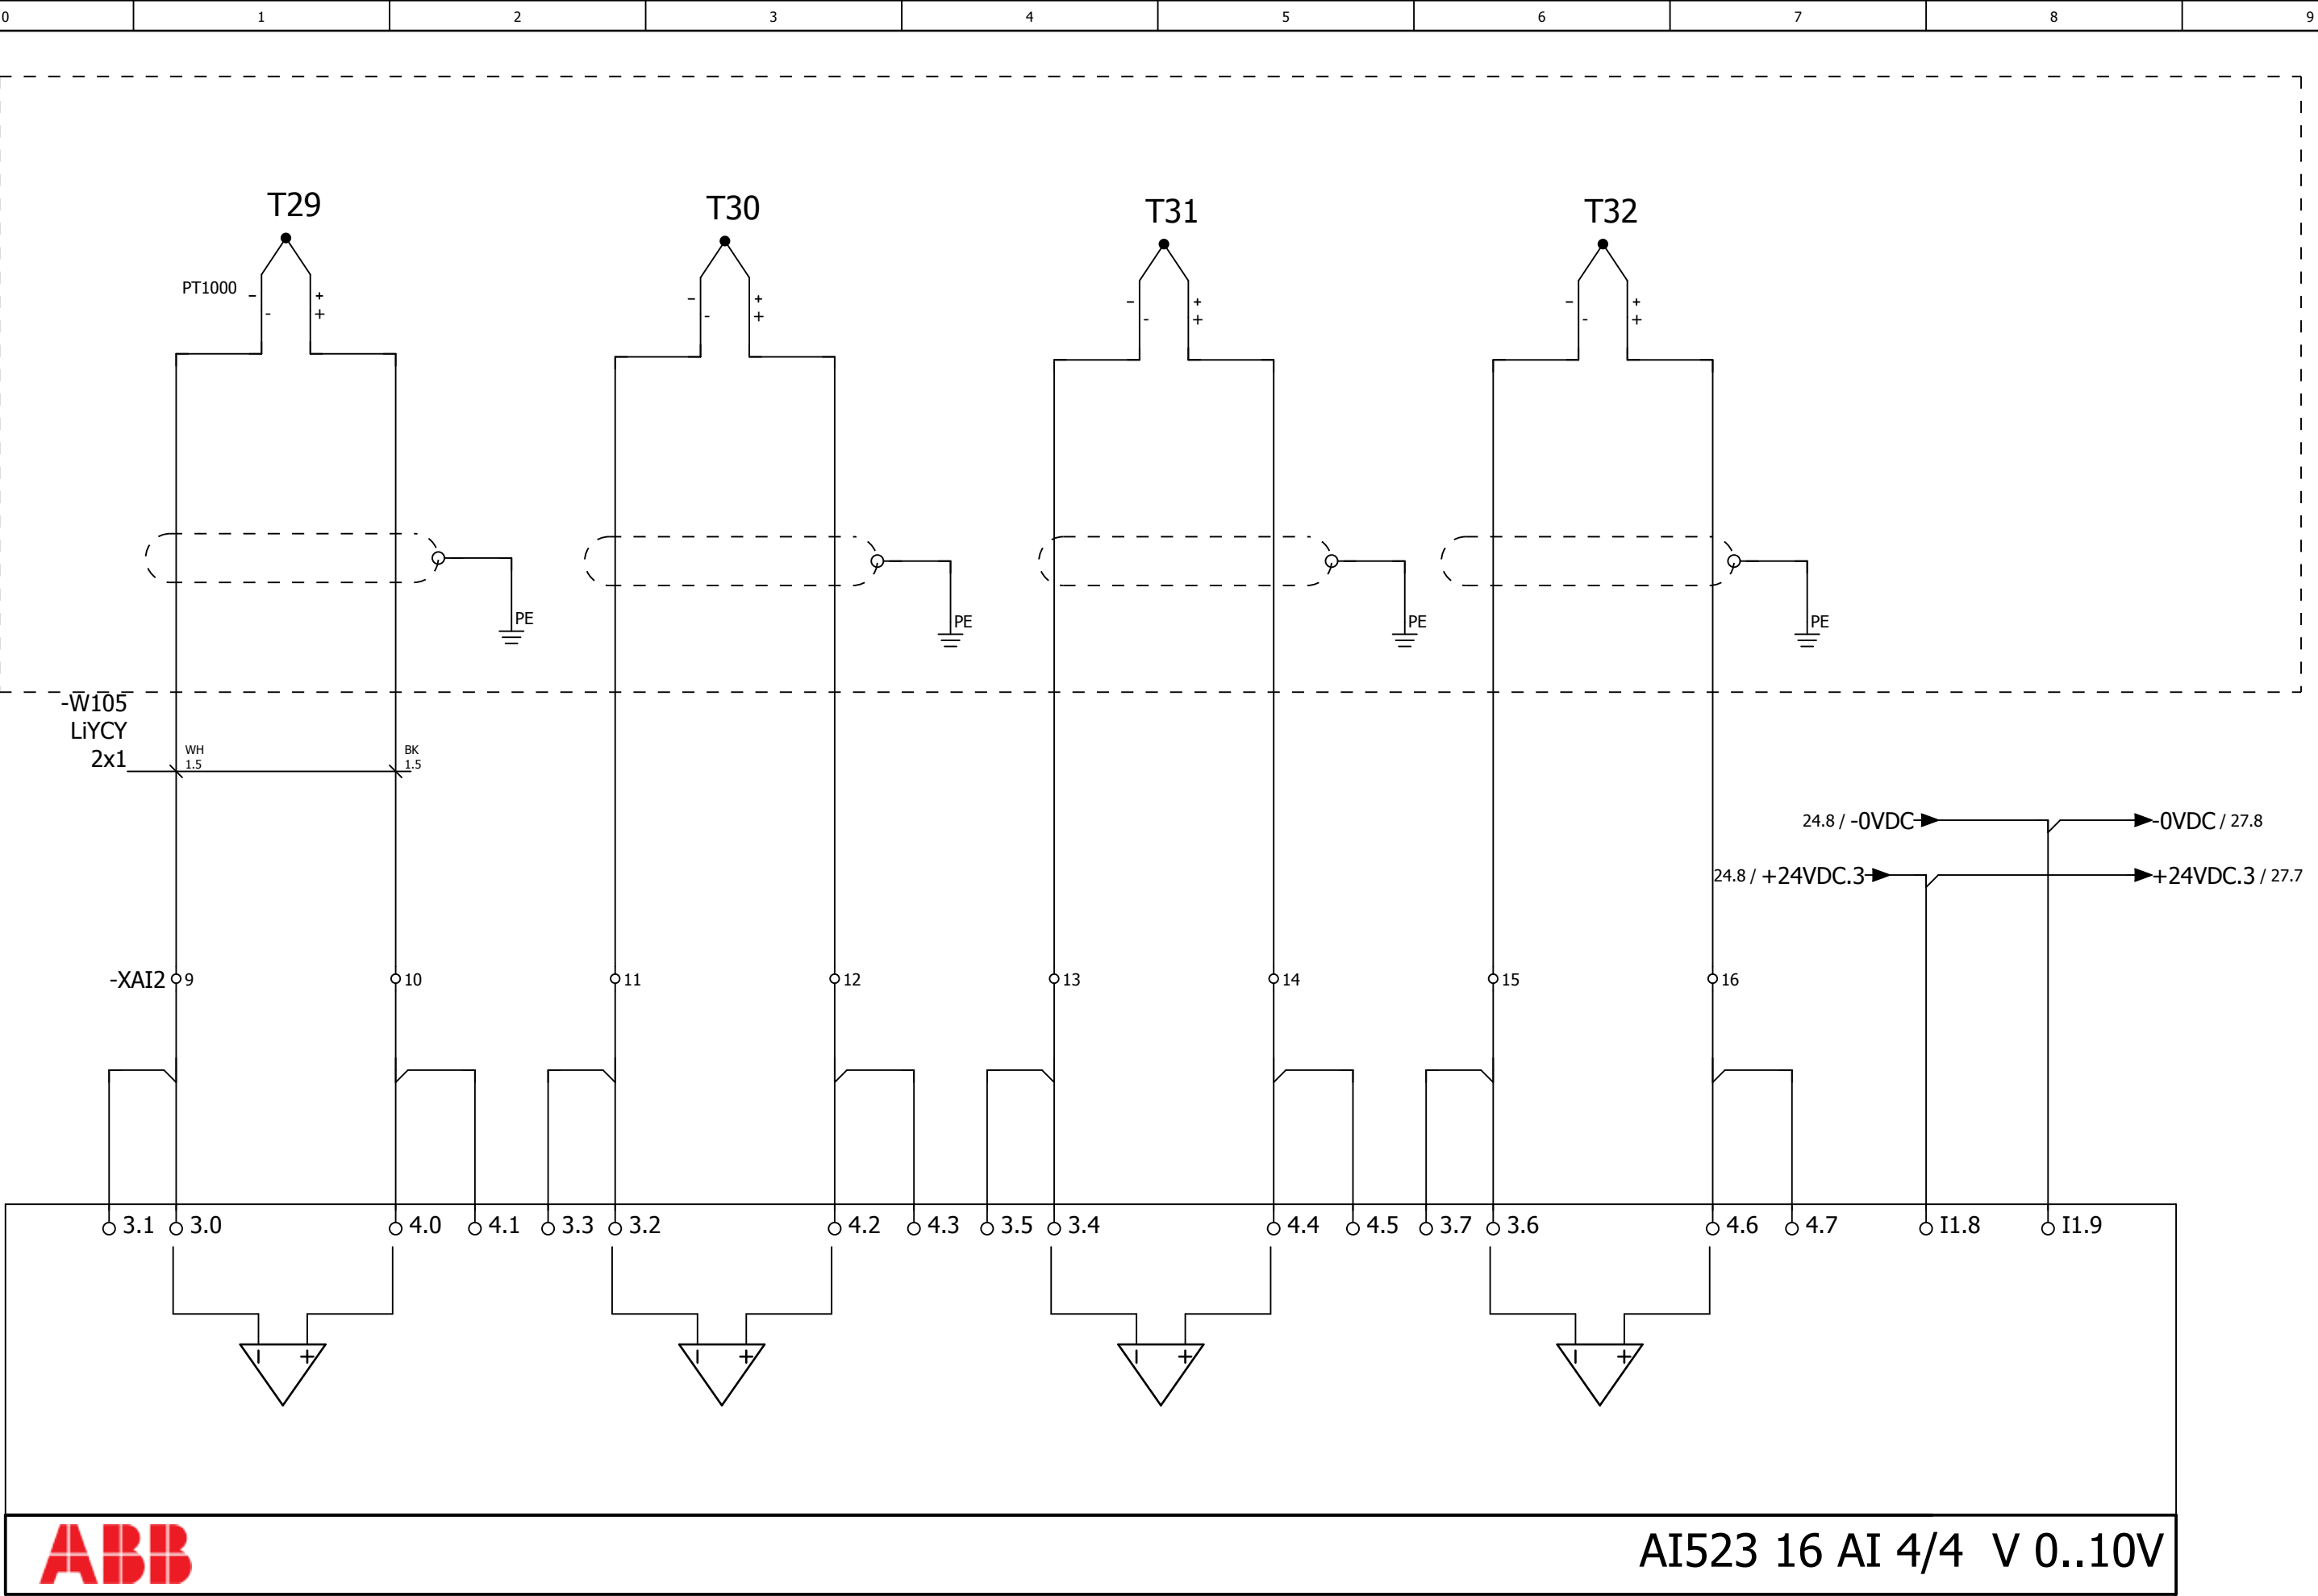 0 1 2 3 4 5 6 7 8 9
T29 T30 T31 T32
PT1000 - + - + - + - +
- + - + - + - +
PE PE PE PE
-W105
LiYCY
2x1
WH BK
1.5 1.5
24.8 / -0VDC -0VDC / 27.8
24.8 / +24VDC.3 +24VDC.3 / 27.7
-XAI2 9 10 11 12 13 14 15 16
3.1 3.0 4.0 4.1 3.3 3.2 4.2 4.3 3.5 3.4 4.4 4.5 3.7 3.6 4.6 4.7 I1.8 I1.9
- + - + - + - +
ABB AI523 16 AI 4/4 V 0..10V